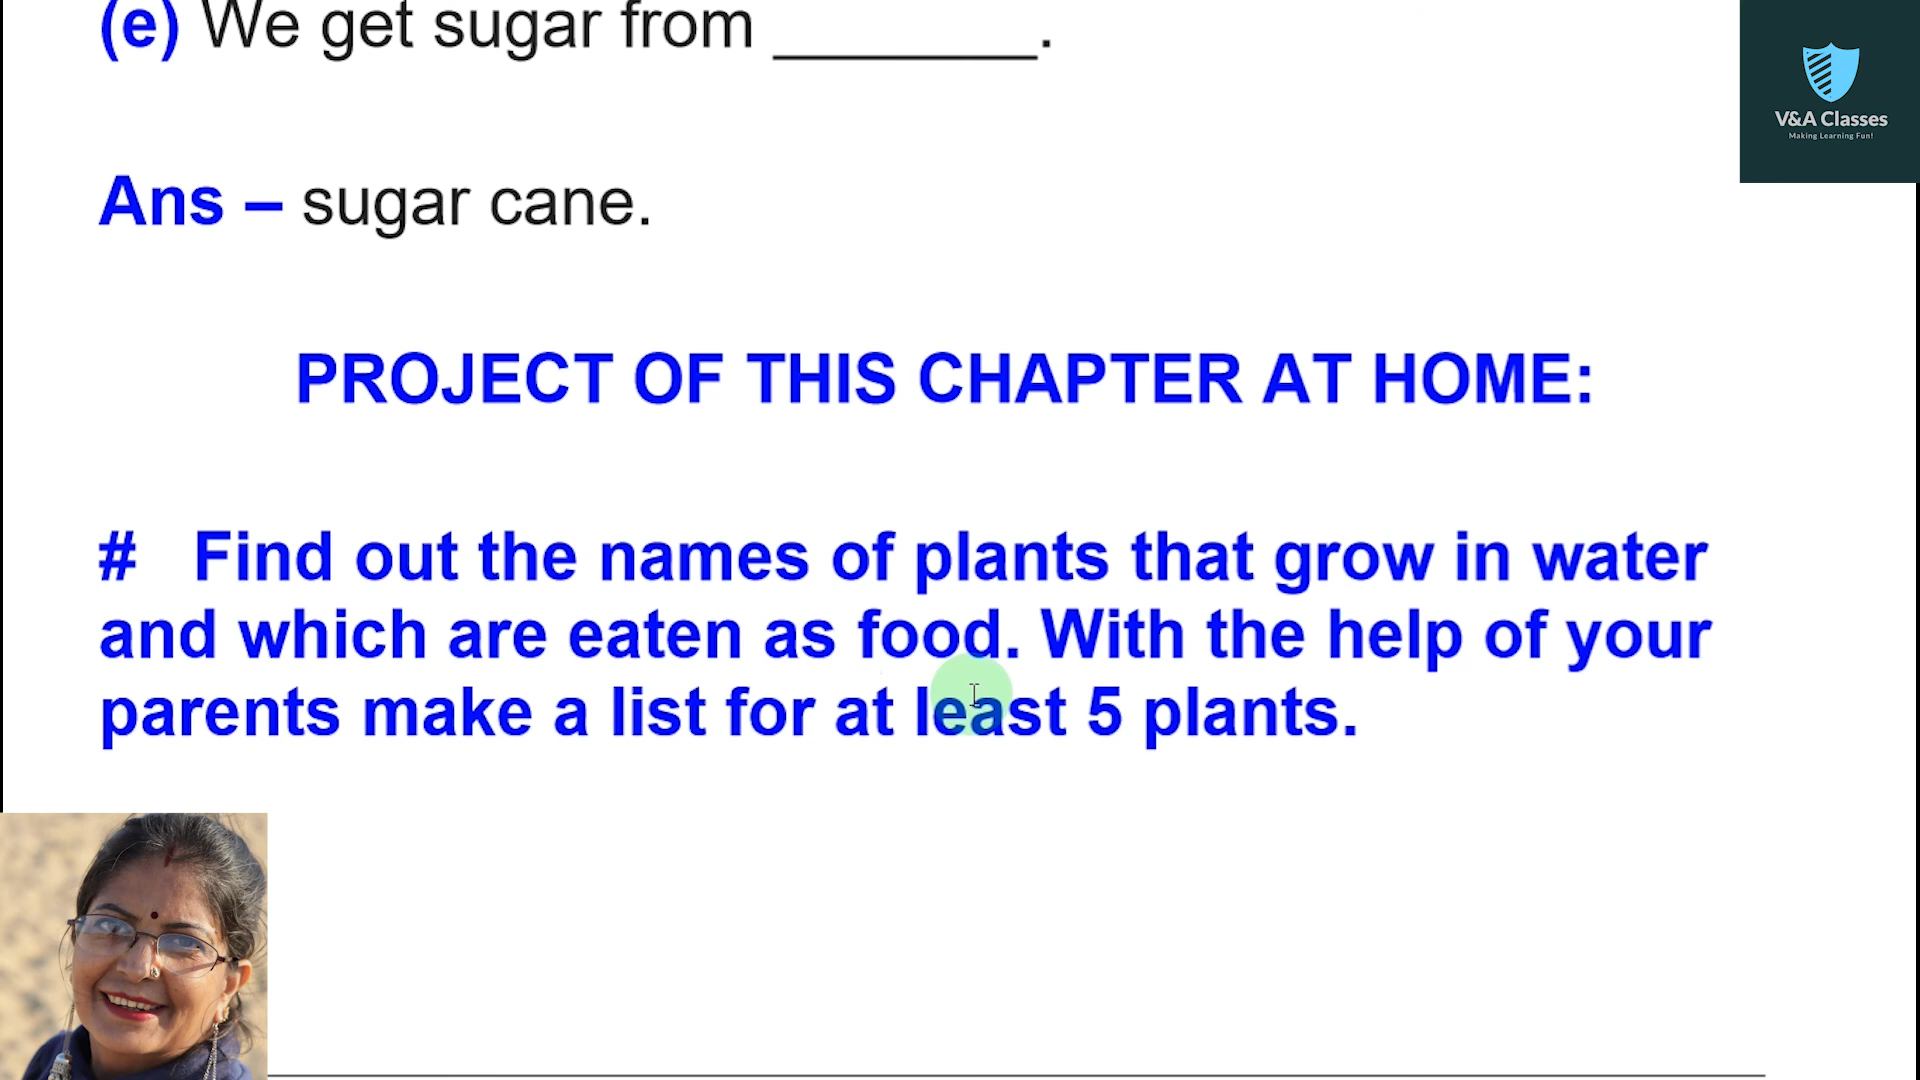 (e) We get sugar from ________.
V&A Classes
Making Learning Fun!
Ans – sugar cane.
PROJECT OF THIS CHAPTER AT HOME:
# Find out the names of plants that grow in water
and which are eaten as food. With the help of your
parents make a list for at least 5 plants.